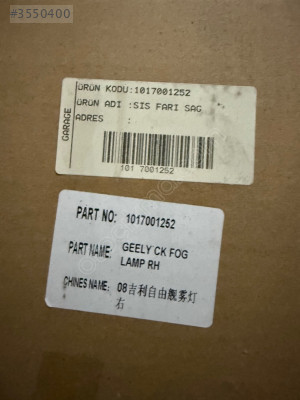 #3550400
ÜRÜN KODU:1017001252
ÜRÜN ADI :SIS FARI SAG
ADRES :
GARAGE
101 7001252
PART NO: 1017001252
PART NAME: GEELY CK FOG
LAMP RH
CHINES NAME: 08吉利自由舰雾灯
右